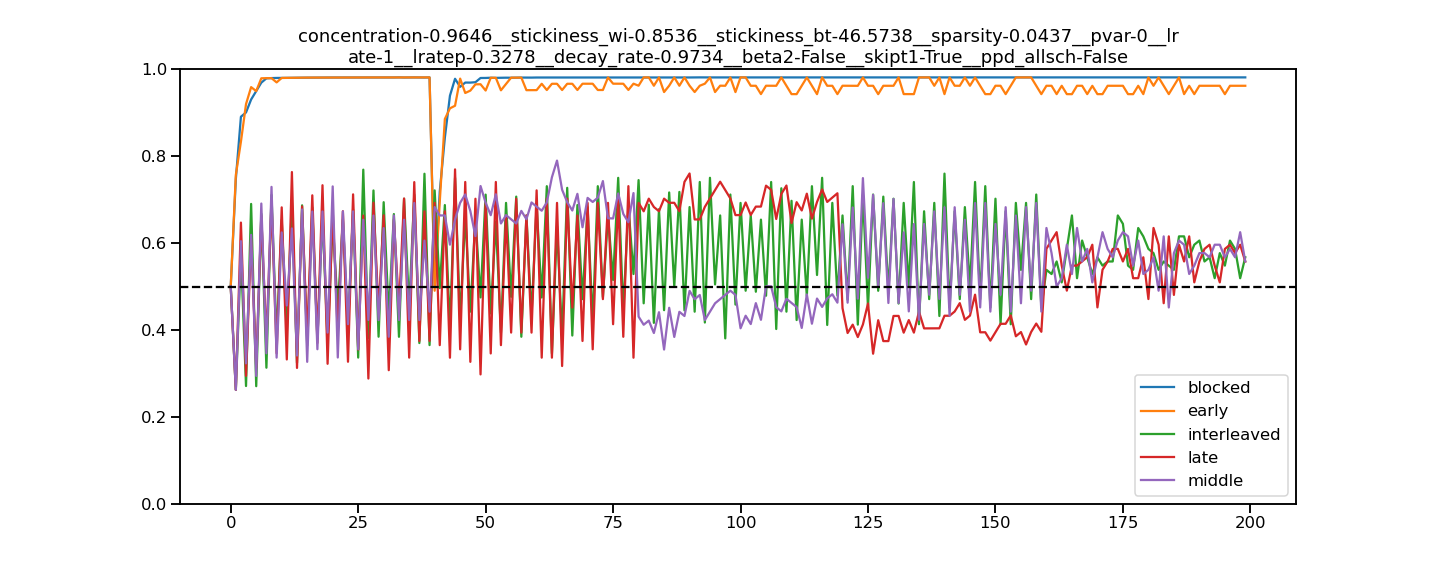 concentration-0.9646__stickiness_wi-0.8536__stickiness_bt-46.5738__sparsity-0.0437__pvar-0__lr
ate-1__lratep-0.3278__decay_rate-0.9734__beta2-False__skipt1-True__ppd_allsch-False
1.0
0.8
0.6
0.4
0.2
0.0
0 25 50 75 100 125 150 175 200
blocked
early
interleaved
late
middle